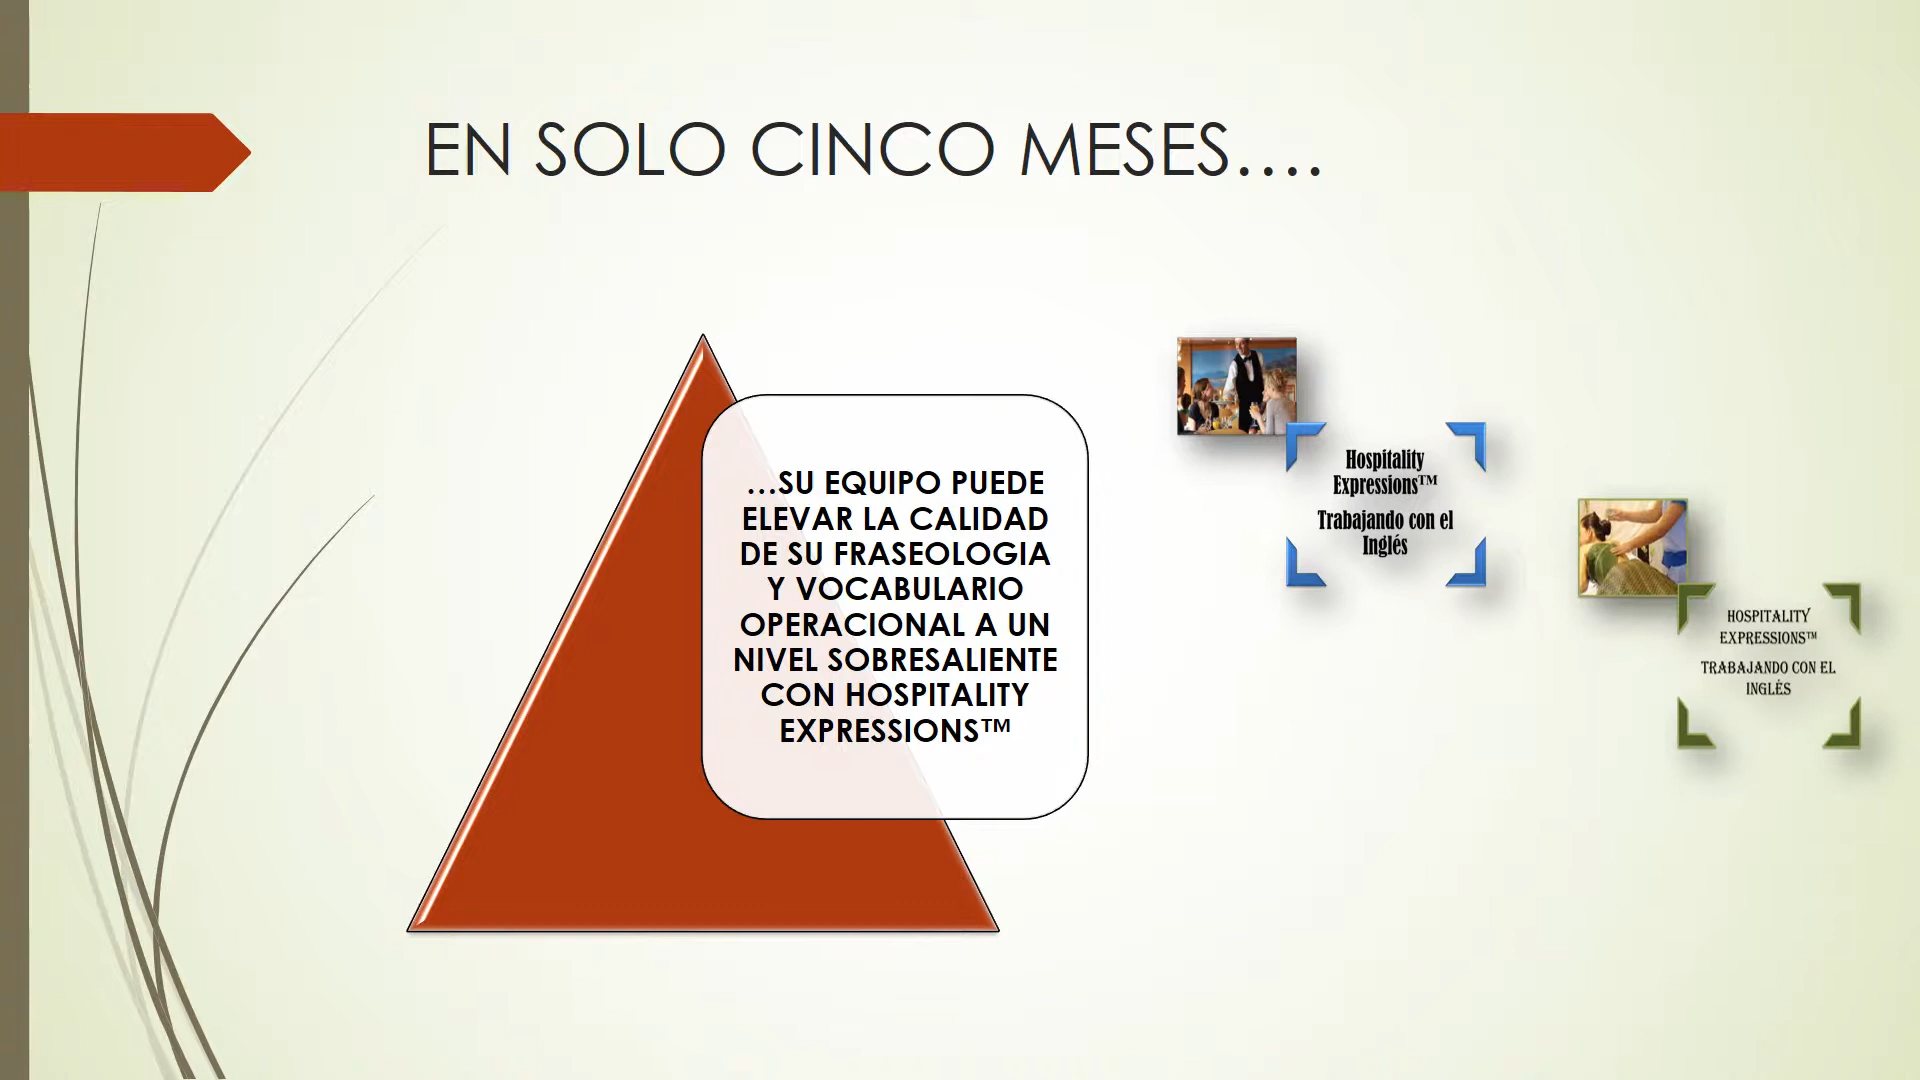 EN SOLO CINCO MESES….
…SU EQUIPO PUEDE
ELEVAR LA CALIDAD
DE SU FRASEOLOGIA
Y VOCABULARIO
OPERACIONAL A UN
NIVEL SOBRESALIENTE
CON HOSPITALITY
EXPRESSIONS™
Hospitality
Expressions™
Trabajando con el
Inglés
HOSPITALITY
EXPRESSIONS™
TRABAJANDO CON EL
INGLÉS